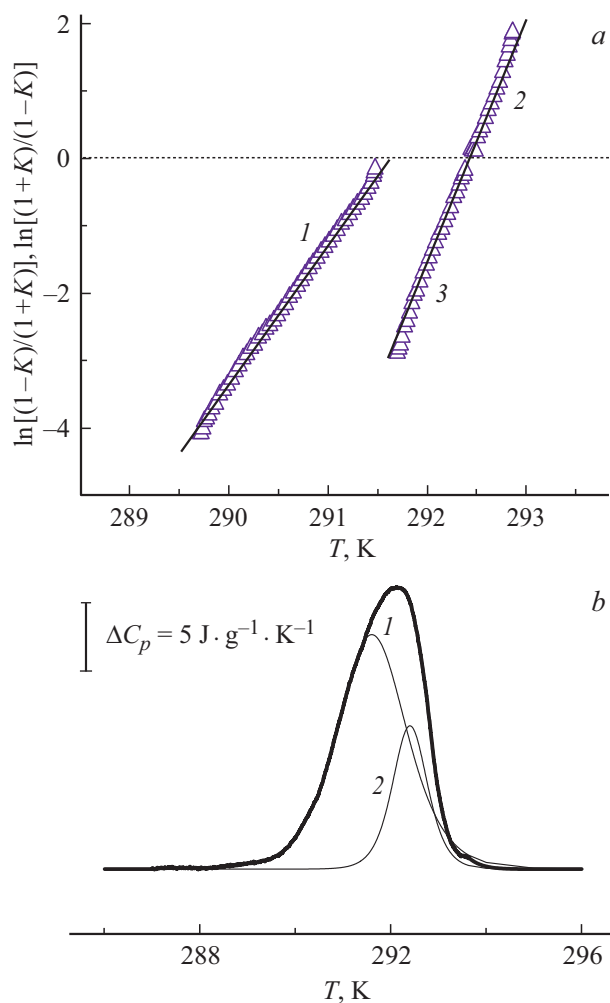 a
2
0
–2
–4
ln[(1–K)/(1+K)], ln[(1+K)/(1–K)]
1
2
3
289 290 291 292 293
T, K
b
ΔCp = 5 J · g⁻¹ · K⁻¹
1
2
288 292 296
T, K